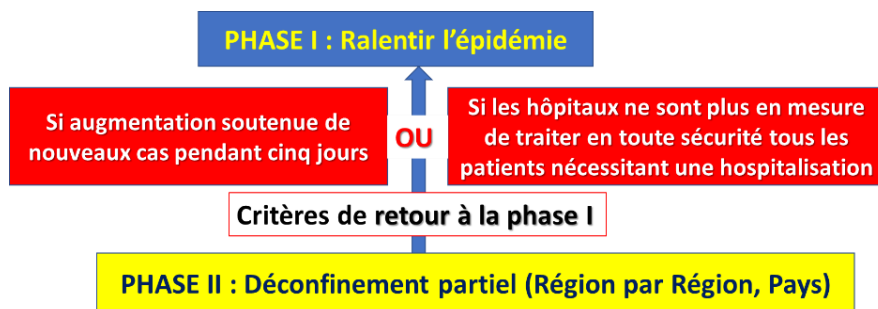 PHASE I : Ralentir l’épidémie
Si augmentation soutenue de
nouveaux cas pendant cinq jours
OU
Si les hôpitaux ne sont plus en mesure
de traiter en toute sécurité tous les
patients nécessitant une hospitalisation
Critères de retour à la phase I
PHASE II : Déconfinement partiel (Région par Région, Pays)